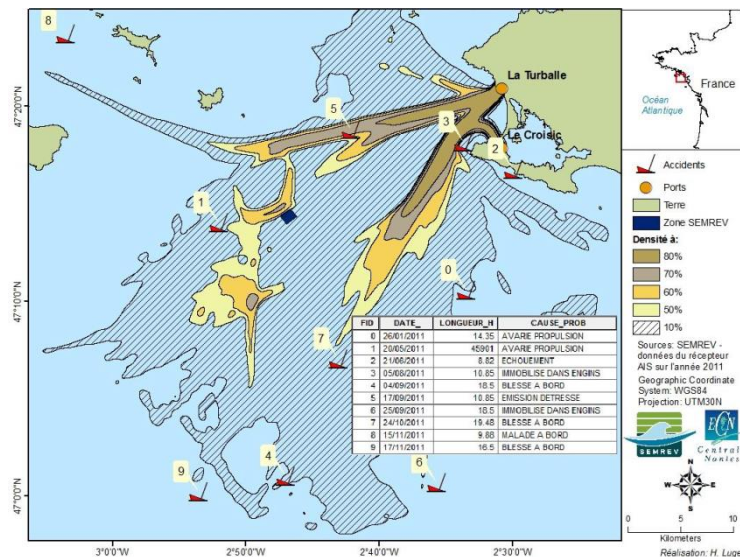 8
La Turballe
5
3
Le Croisic
2
1
0
7
4
6
9
47°20'0"N
47°10'0"N
47°0'0"N
3°0'0"W
2°50'0"W
2°40'0"W
2°30'0"W
FID DATE_ LONGUEUR_H CAUSE_PROB
0 26/01/2011 14.35 AVARIE PROPULSION
1 20/05/2011 45901 AVARIE PROPULSION
2 21/06/2011 8.82 ECHOUEMENT
3 05/08/2011 10.85 IMMOBILISE DANS ENGINS
4 04/09/2011 18.5 BLESSE A BORD
5 17/09/2011 10.85 EMISSION DETRESSE
6 25/09/2011 18.5 IMMOBILISE DANS ENGINS
7 24/10/2011 19.48 BLESSE A BORD
8 15/11/2011 9.88 MALADE A BORD
9 17/11/2011 16.5 BLESSE A BORD
France
Océan
Atlantique
Accidents
Ports
Terre
Zone SEMREV
Densité à:
80%
70%
60%
50%
10%
Sources: SEMREV -
données du récepteur
AIS sur l'année 2011
Geographic Coordinate
System: WGS84
Projection: UTM30N
SEMREV
ECN
Central
Nantes
N
W E
S
0 5 10
Kilometers
Réalisation: H. Luge